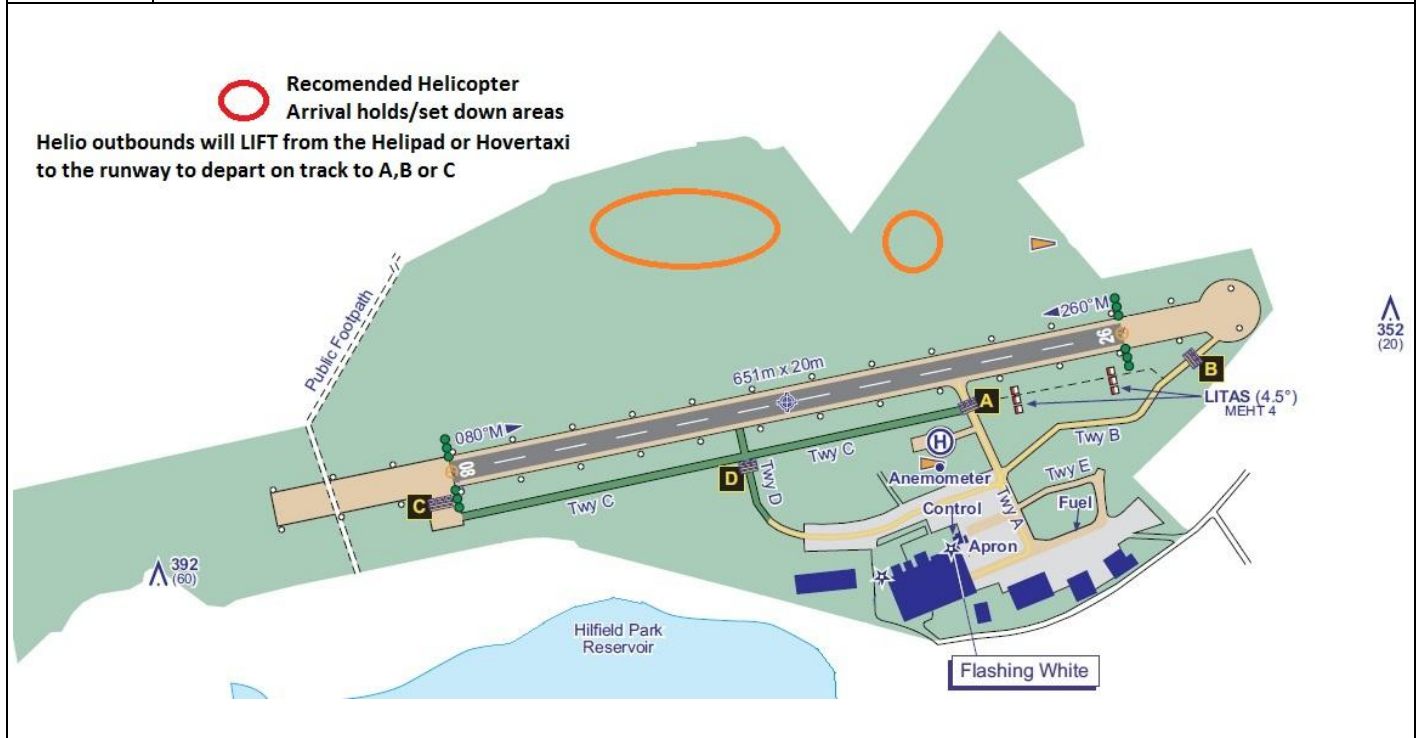 Recomended Helicopter
Arrival holds/set down areas
Helio outbounds will LIFT from the Helipad or Hovertaxi
to the runway to depart on track to A,B or C
Public Footpath
260°M
26
352
(20)
651m x 20m
B
LITAS (4.5°)
MEHT 4
A
080°M
08
Twy C
H
Twy B
D
Twy D
Anemometer
Twy E
C
Twy C
Control
Twy A
Fuel
Apron
392
(60)
Hilfield Park
Reservoir
Flashing White